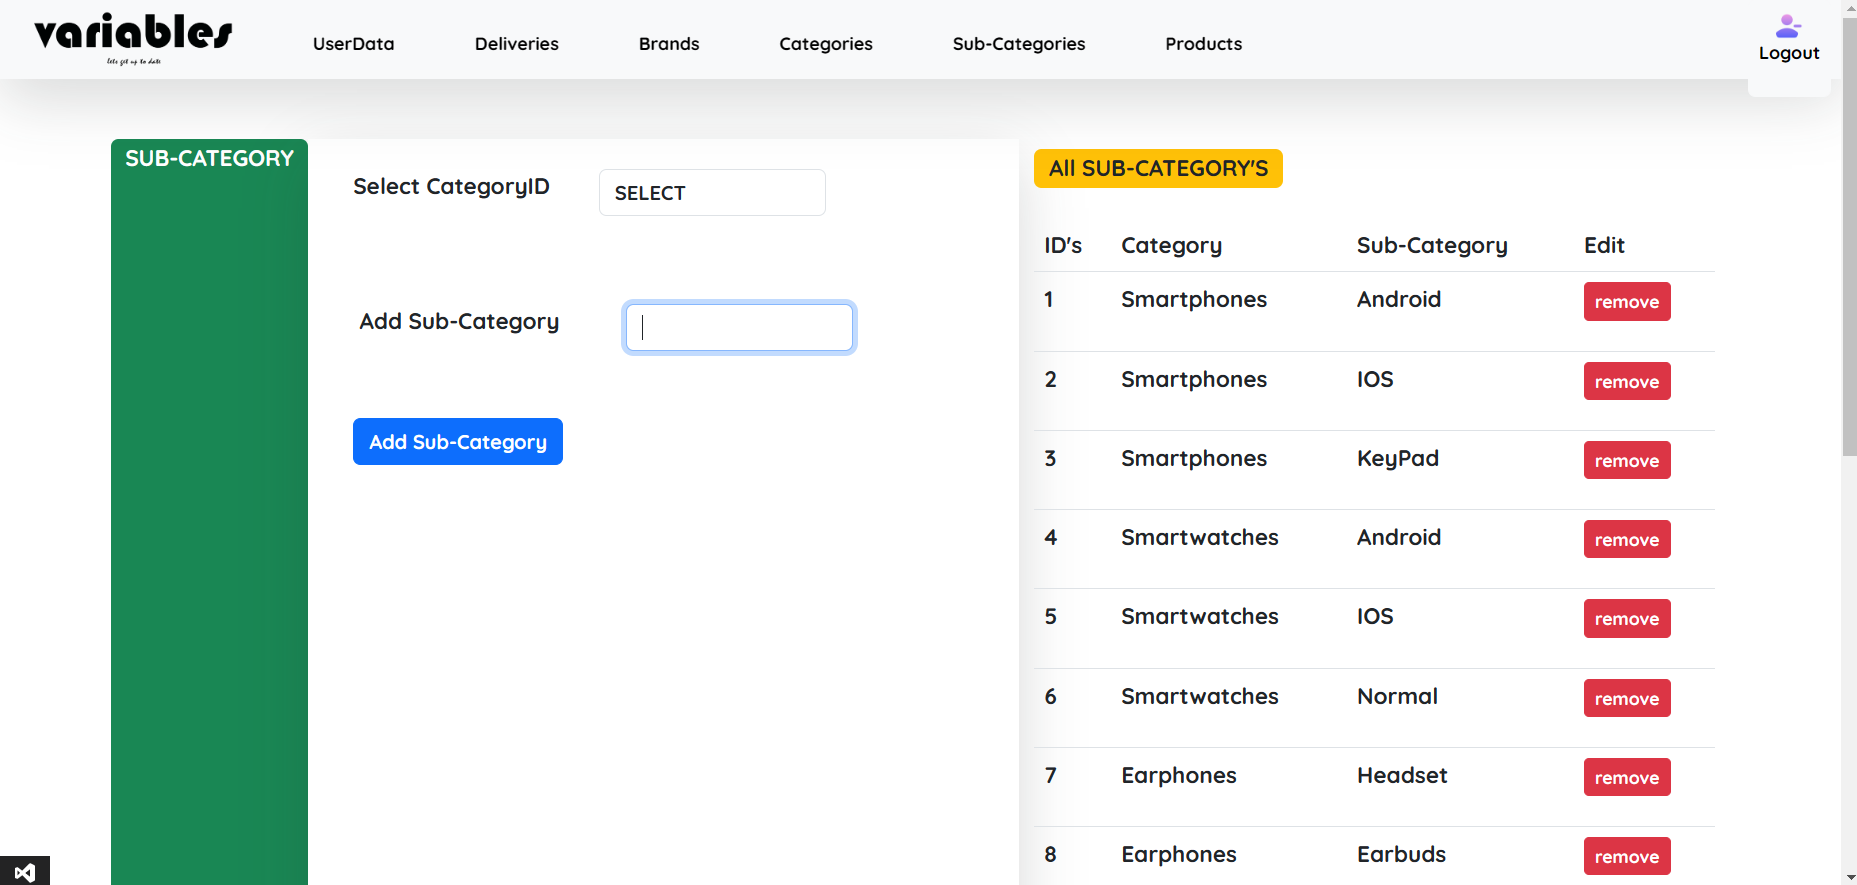 variables
lets get up to date
UserData Deliveries Brands Categories Sub-Categories Products
Logout
SUB-CATEGORY
Select CategoryID SELECT
Add Sub-Category
Add Sub-Category
All SUB-CATEGORY'S
ID's Category Sub-Category Edit
1 Smartphones Android remove
2 Smartphones IOS remove
3 Smartphones KeyPad remove
4 Smartwatches Android remove
5 Smartwatches IOS remove
6 Smartwatches Normal remove
7 Earphones Headset remove
8 Earphones Earbuds remove